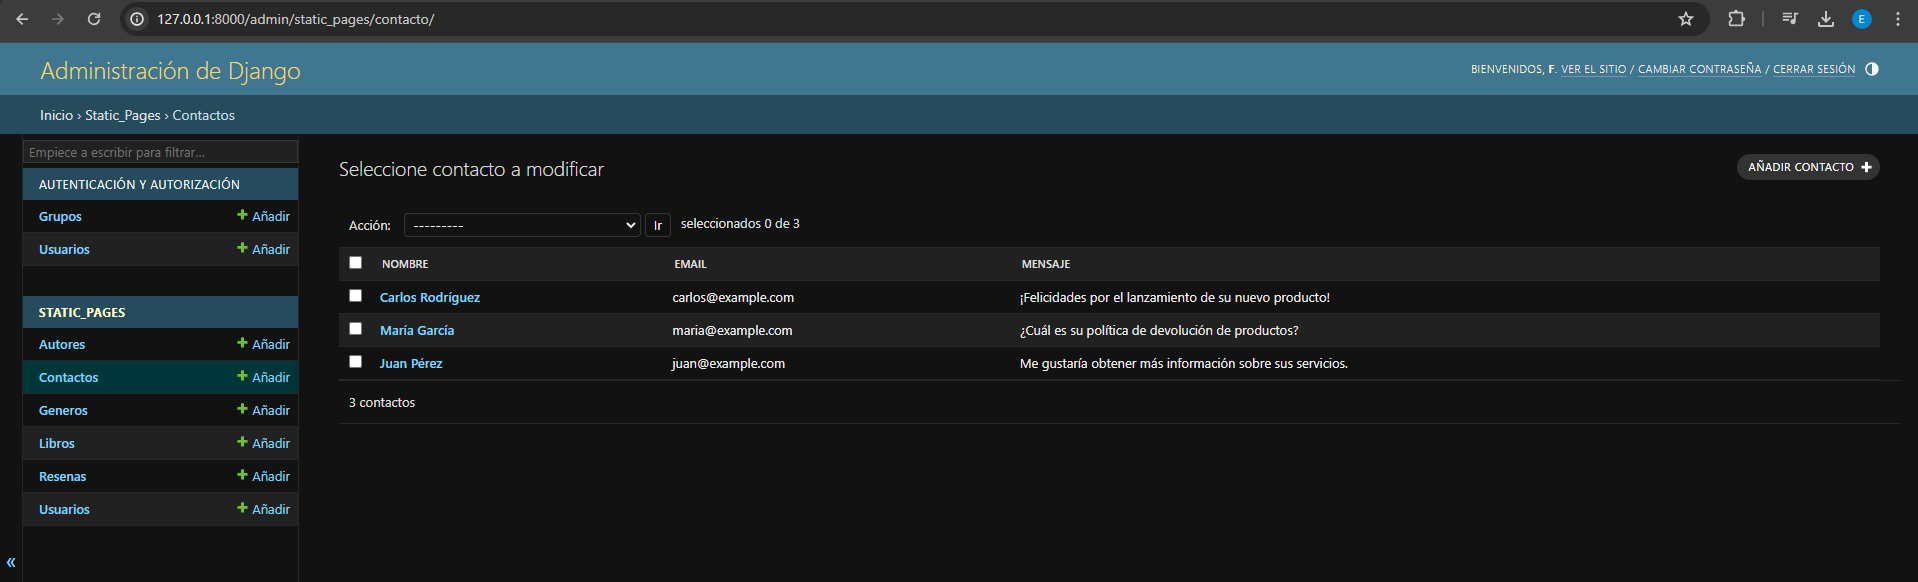 127.0.0.1:8000/admin/static_pages/contacto/
E
Administración de Django
BIENVENIDOS, F. VER EL SITIO / CAMBIAR CONTRASEÑA / CERRAR SESIÓN
Inicio › Static_Pages › Contactos
Empiece a escribir para filtrar...
AUTENTICACIÓN Y AUTORIZACIÓN
Grupos + Añadir
Usuarios + Añadir
STATIC_PAGES
Autores + Añadir
Contactos + Añadir
Generos + Añadir
Libros + Añadir
Resenas + Añadir
Usuarios + Añadir
«
Seleccione contacto a modificar
AÑADIR CONTACTO +
Acción: --------- Ir seleccionados 0 de 3
NOMBRE EMAIL MENSAJE
Carlos Rodríguez carlos@example.com ¡Felicidades por el lanzamiento de su nuevo producto!
María García maria@example.com ¿Cuál es su política de devolución de productos?
Juan Pérez juan@example.com Me gustaría obtener más información sobre sus servicios.
3 contactos